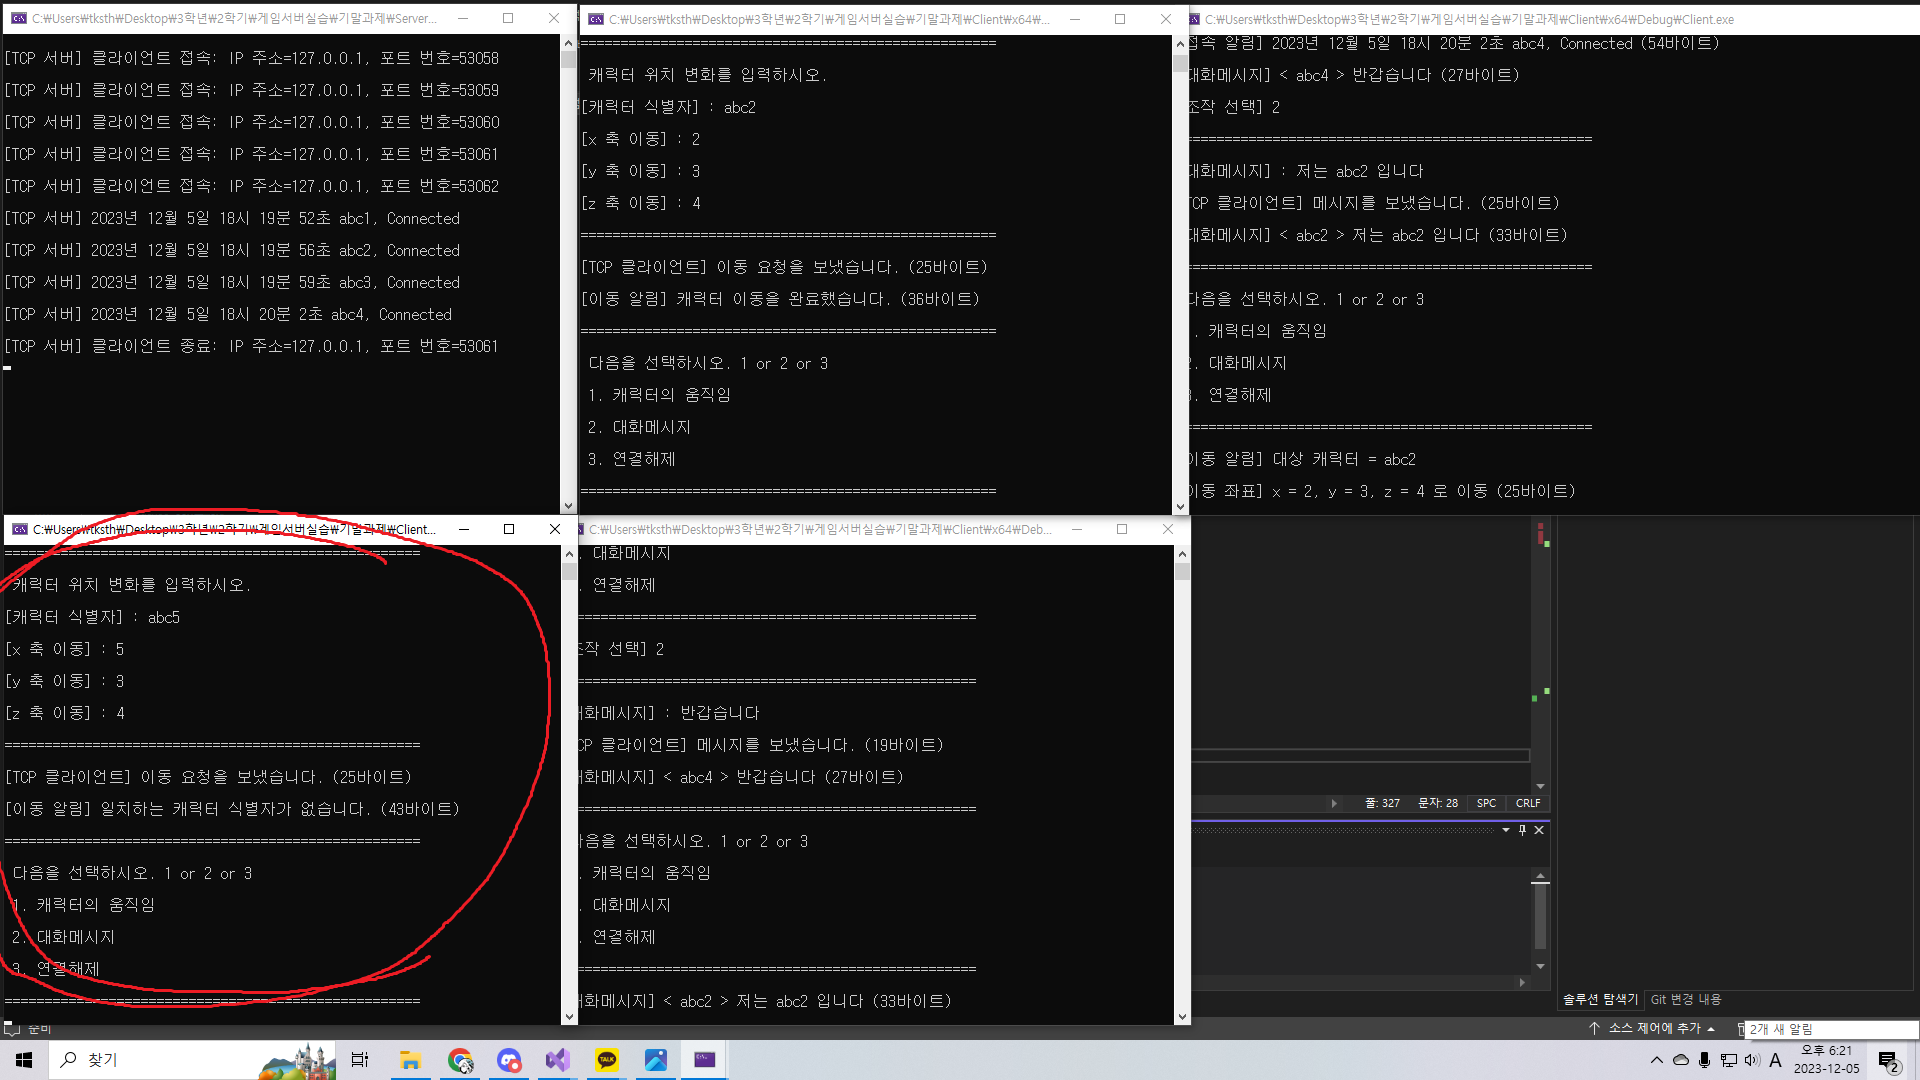 C:₩Users₩tksth₩Desktop₩3학년₩2학기₩게임서버실습₩기말과제₩Server...
[TCP 서버] 클라이언트 접속: IP 주소=127.0.0.1, 포트 번호=53058
[TCP 서버] 클라이언트 접속: IP 주소=127.0.0.1, 포트 번호=53059
[TCP 서버] 클라이언트 접속: IP 주소=127.0.0.1, 포트 번호=53060
[TCP 서버] 클라이언트 접속: IP 주소=127.0.0.1, 포트 번호=53061
[TCP 서버] 클라이언트 접속: IP 주소=127.0.0.1, 포트 번호=53062
[TCP 서버] 2023년 12월 5일 18시 19분 52초 abc1, Connected
[TCP 서버] 2023년 12월 5일 18시 19분 56초 abc2, Connected
[TCP 서버] 2023년 12월 5일 18시 19분 59초 abc3, Connected
[TCP 서버] 2023년 12월 5일 18시 20분 2초 abc4, Connected
[TCP 서버] 클라이언트 종료: IP 주소=127.0.0.1, 포트 번호=53061
C:₩Users₩tksth₩Desktop₩3학년₩2학기₩게임서버실습₩기말과제₩Client₩x64₩...
====================================================
캐릭터 위치 변화를 입력하시오.
[캐릭터 식별자] : abc2
[x 축 이동] : 2
[y 축 이동] : 3
[z 축 이동] : 4
====================================================
[TCP 클라이언트] 이동 요청을 보냈습니다. (25바이트)
[이동 알림] 캐릭터 이동을 완료했습니다. (36바이트)
====================================================
다음을 선택하시오. 1 or 2 or 3
1. 캐릭터의 움직임
2. 대화메시지
3. 연결해제
====================================================
C:₩Users₩tksth₩Desktop₩3학년₩2학기₩게임서버실습₩기말과제₩Client₩x64₩Debug₩Client.exe
접속 알림] 2023년 12월 5일 18시 20분 2초 abc4, Connected (54바이트)
대화메시지] < abc4 > 반갑습니다 (27바이트)
조작 선택] 2
===================================================
대화메시지] : 저는 abc2 입니다
TCP 클라이언트] 메시지를 보냈습니다. (25바이트)
대화메시지] < abc2 > 저는 abc2 입니다 (33바이트)
===================================================
다음을 선택하시오. 1 or 2 or 3
. 캐릭터의 움직임
2. 대화메시지
3. 연결해제
===================================================
이동 알림] 대상 캐릭터 = abc2
이동 좌표] x = 2, y = 3, z = 4 로 이동 (25바이트)
C:₩Users₩tksth₩Desktop₩3학년₩2학기₩게임서버실습₩기말과제₩Client...
====================================================
캐릭터 위치 변화를 입력하시오.
[캐릭터 식별자] : abc5
[x 축 이동] : 5
[y 축 이동] : 3
[z 축 이동] : 4
====================================================
[TCP 클라이언트] 이동 요청을 보냈습니다. (25바이트)
[이동 알림] 일치하는 캐릭터 식별자가 없습니다. (43바이트)
====================================================
다음을 선택하시오. 1 or 2 or 3
1. 캐릭터의 움직임
2. 대화메시지
3. 연결해제
====================================================
C:₩Users₩tksth₩Desktop₩3학년₩2학기₩게임서버실습₩기말과제₩Client₩x64₩Deb...
. 대화메시지
. 연결해제
==================================================
조작 선택] 2
==================================================
대화메시지] : 반갑습니다
CP 클라이언트] 메시지를 보냈습니다. (19바이트)
대화메시지] < abc4 > 반갑습니다 (27바이트)
==================================================
다음을 선택하시오. 1 or 2 or 3
. 캐릭터의 움직임
. 대화메시지
. 연결해제
==================================================
대화메시지] < abc2 > 저는 abc2 입니다 (33바이트)
줄: 327 문자: 28 SPC CRLF
솔루션 탐색기 Git 변경 내용
준비
소스 제어에 추가
2개 새 알림
찾기
TALK
A
오후 6:21
2023-12-05
2